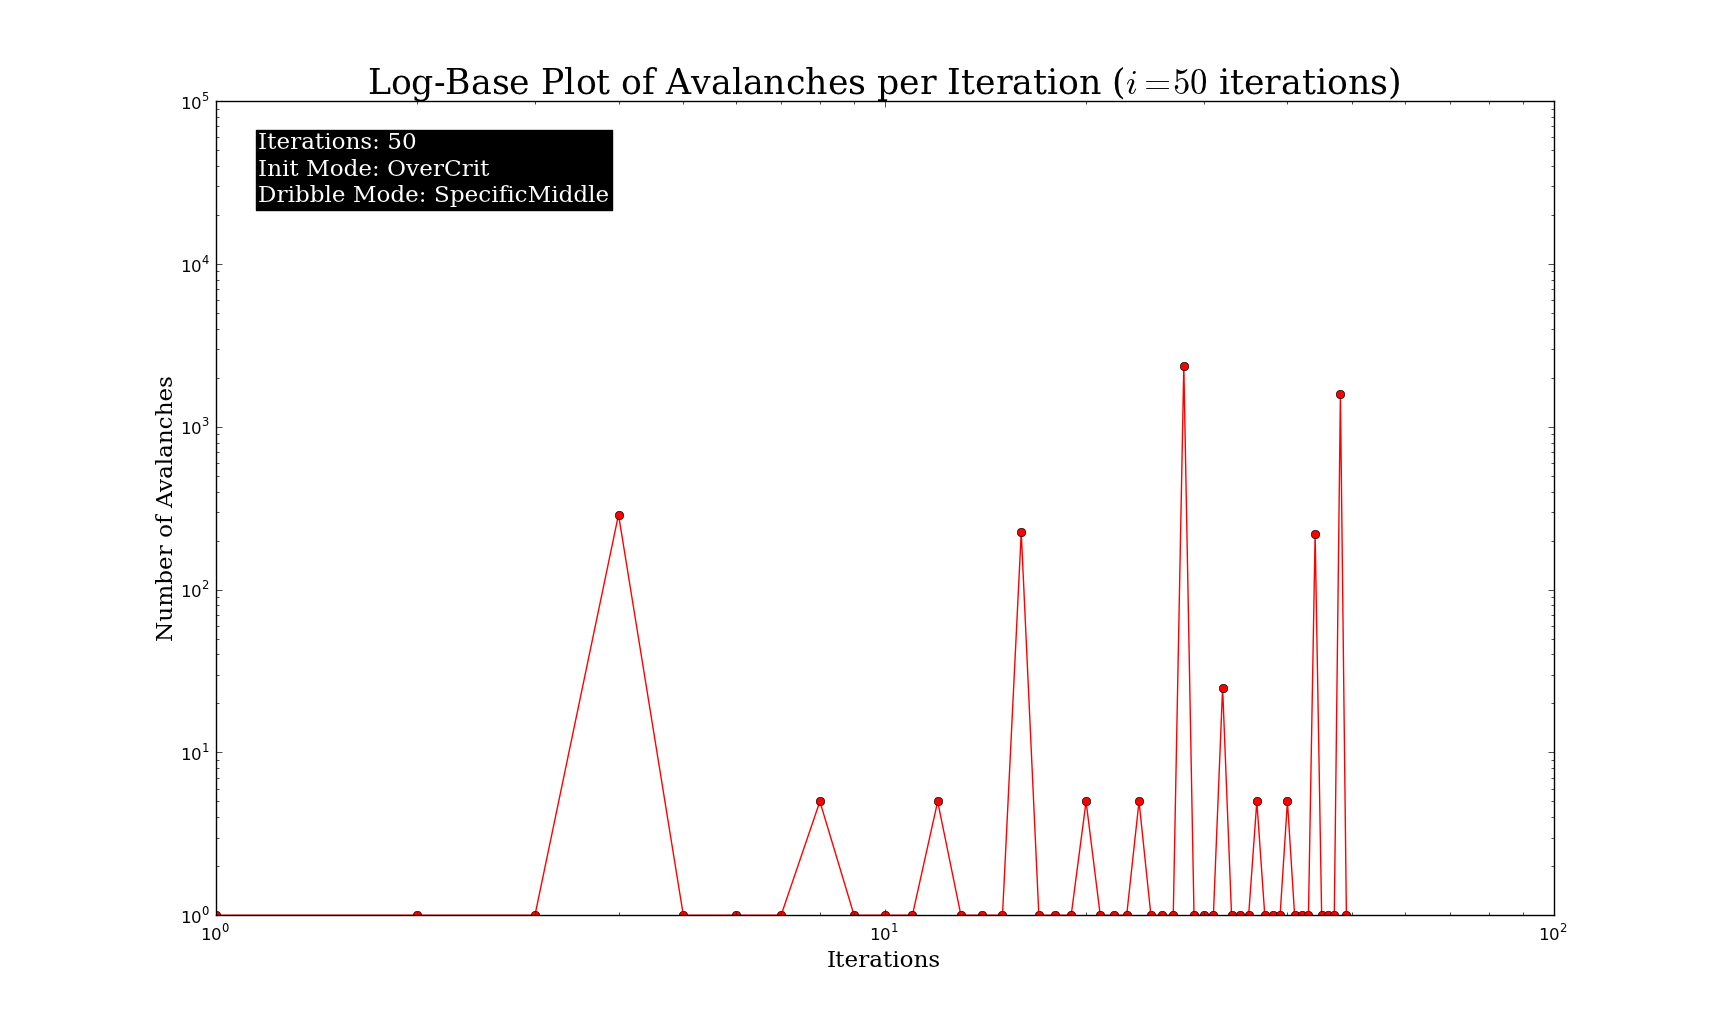 Log-Base Plot of Avalanches per Iteration (i=50 iterations)
10^5
Iterations: 50
Init Mode: OverCrit
Dribble Mode: SpecificMiddle
10^4
10^3
Number of Avalanches
10^2
10^1
10^0
10^0 10^1 10^2
Iterations